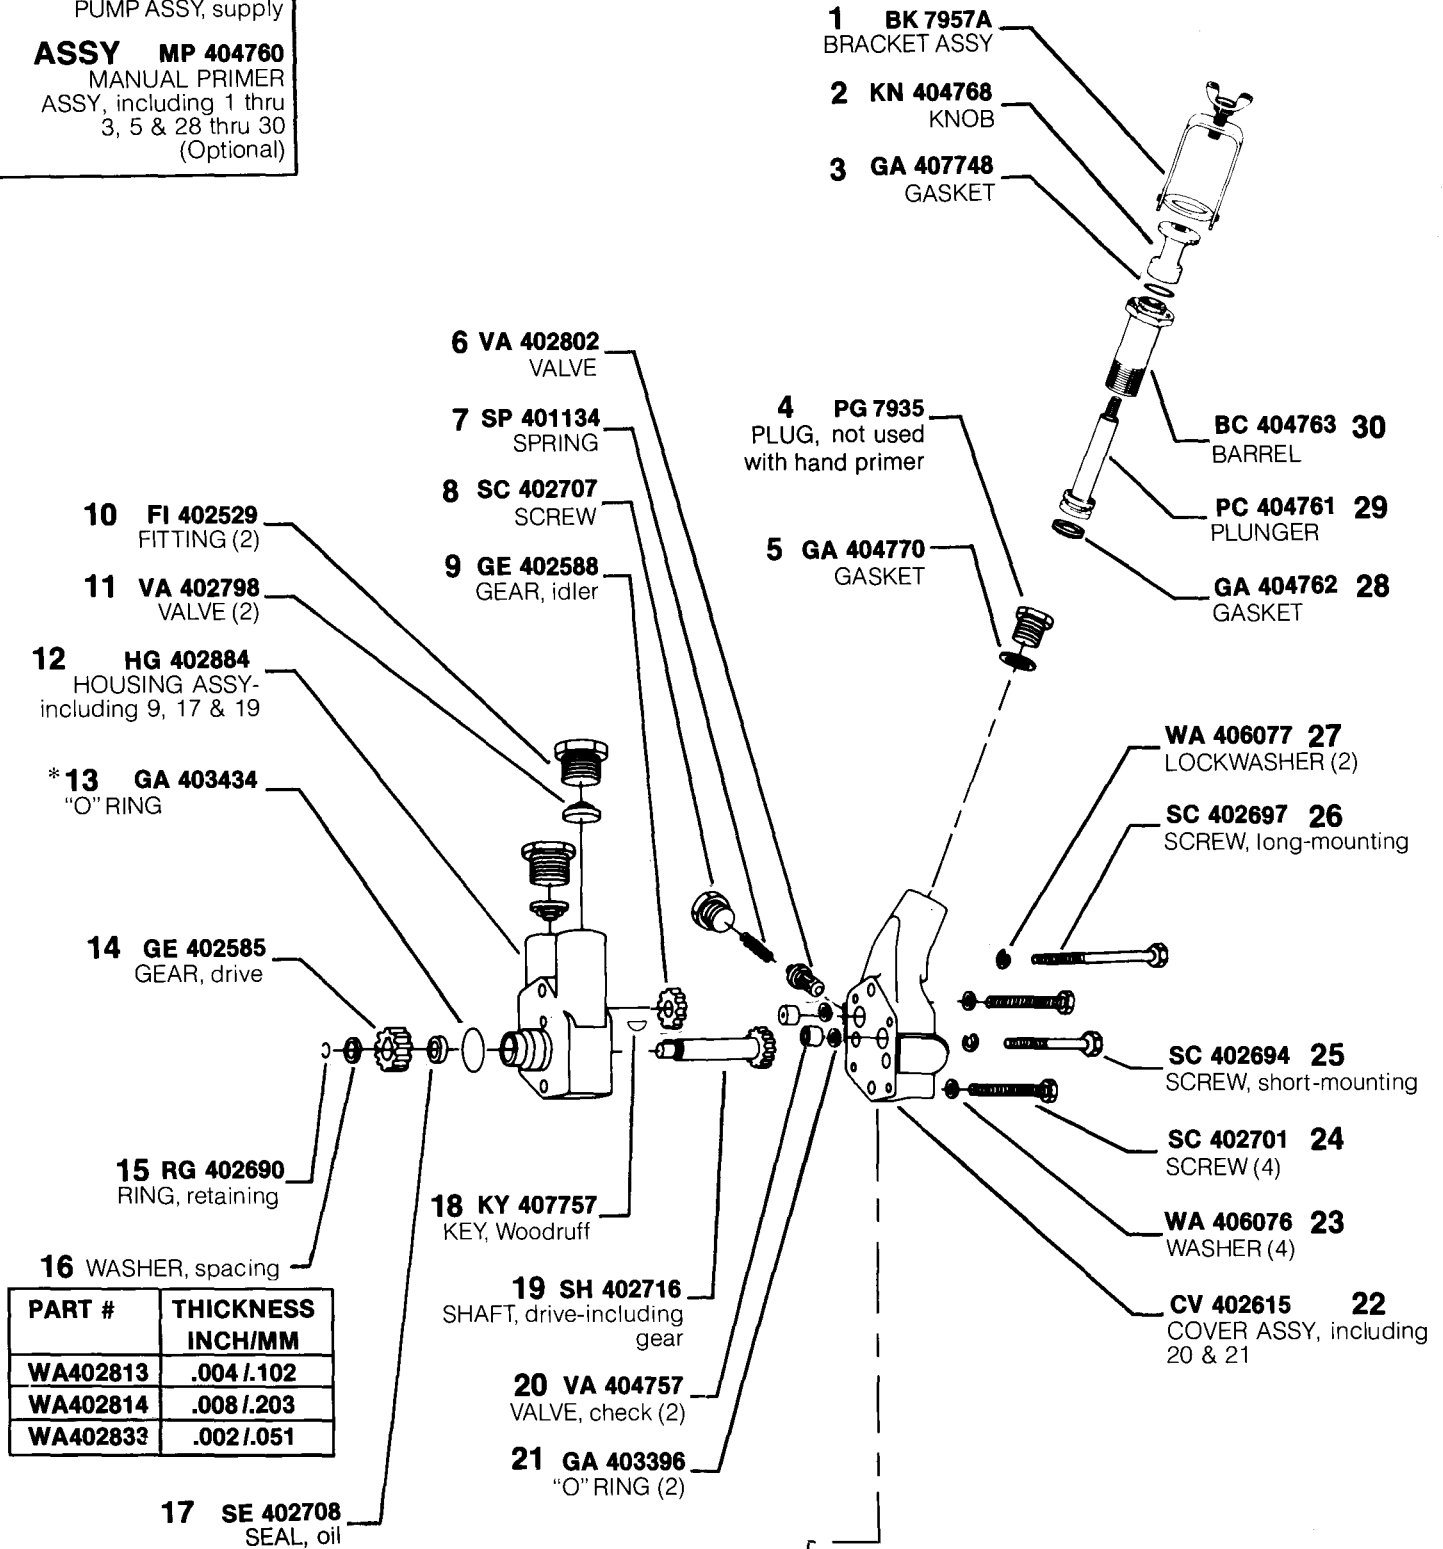 PUMP ASSY, supply
ASSY MP 404760
MANUAL PRIMER
ASSY, including 1 thru
3, 5 & 28 thru 30
(Optional)
1 BK 7957A
BRACKET ASSY
2 KN 404768
KNOB
3 GA 407748
GASKET
6 VA 402802
VALVE
7 SP 401134
SPRING
8 SC 402707
SCREW
9 GE 402588
GEAR, idler
4 PG 7935
PLUG, not used
with hand primer
5 GA 404770
GASKET
BC 404763 30
BARREL
PC 404761 29
PLUNGER
GA 404762 28
GASKET
10 FI 402529
FITTING (2)
11 VA 402798
VALVE (2)
12 HG 402884
HOUSING ASSY-
including 9, 17 & 19
*13 GA 403434
"O" RING
14 GE 402585
GEAR, drive
WA 406077 27
LOCKWASHER (2)
SC 402697 26
SCREW, long-mounting
SC 402694 25
SCREW, short-mounting
SC 402701 24
SCREW (4)
WA 406076 23
WASHER (4)
CV 402615 22
COVER ASSY, including
20 & 21
15 RG 402690
RING, retaining
16 WASHER, spacing
PART # THICKNESS
INCH/MM
WA402813 .004/.102
WA402814 .008/.203
WA402833 .002/.051
17 SE 402708
SEAL, oil
18 KY 407757
KEY, Woodruff
19 SH 402716
SHAFT, drive-including
gear
20 VA 404757
VALVE, check (2)
21 GA 403396
"O" RING (2)